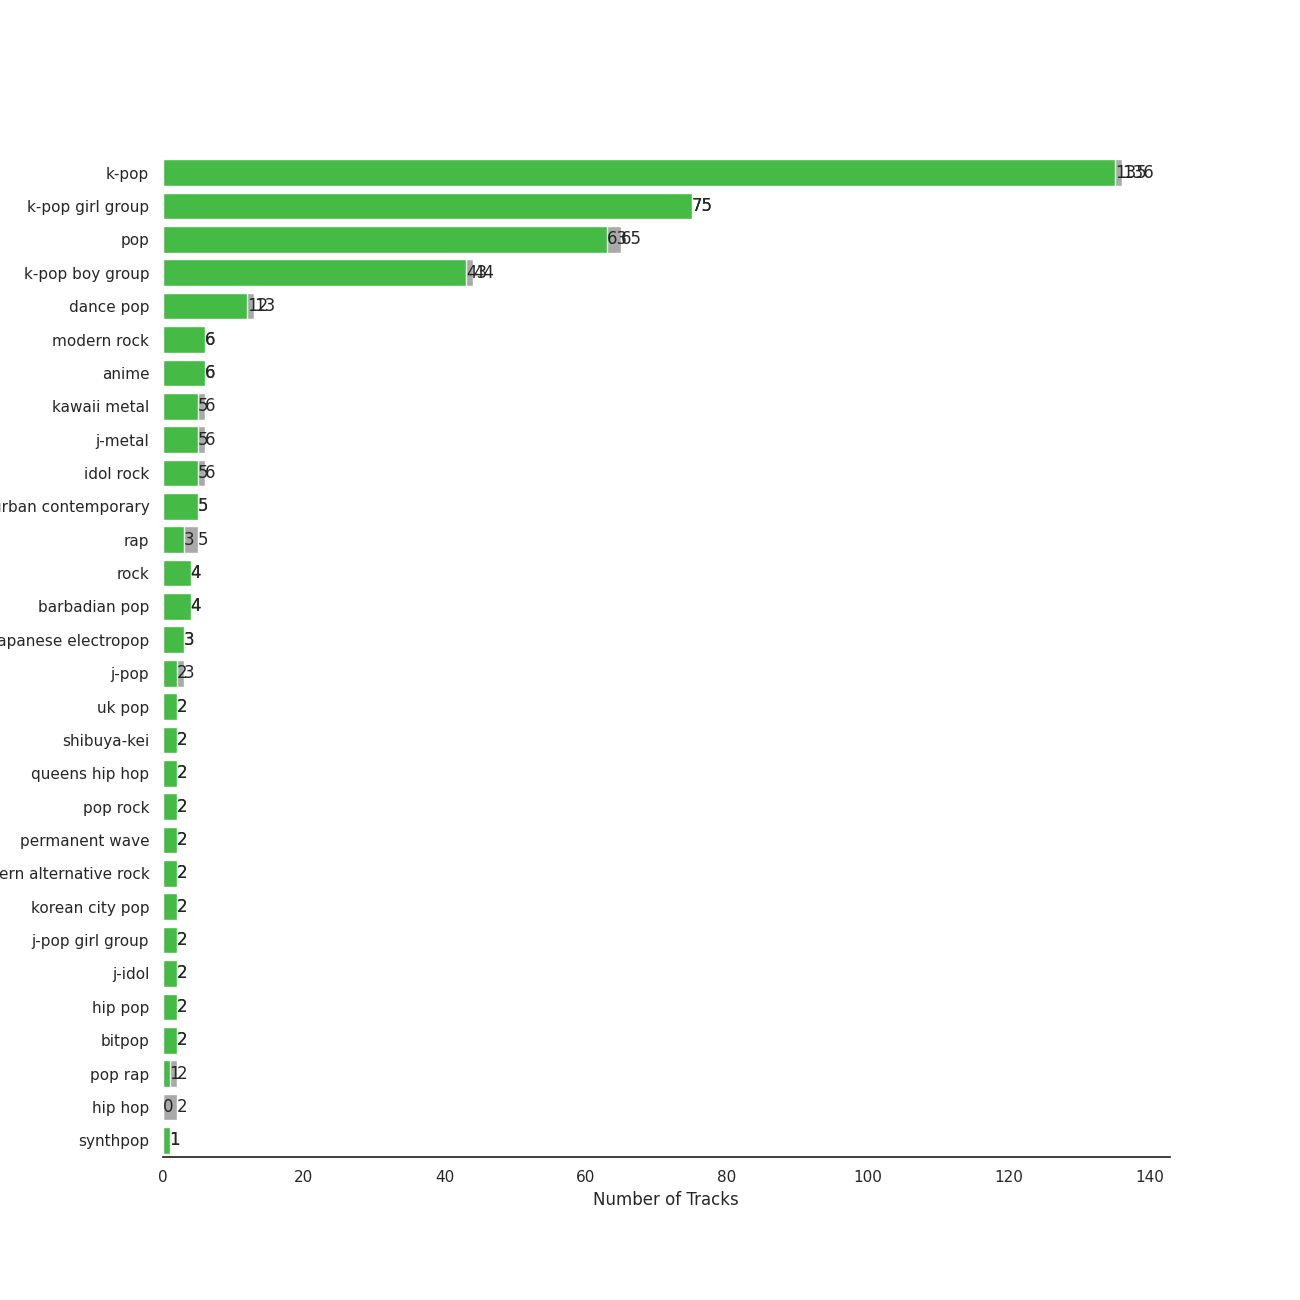 k-pop 135 136
k-pop girl group 75
pop 63 65
k-pop boy group 43 44
dance pop 12 13
modern rock 6
anime 6
kawaii metal 5 6
j-metal 5 6
idol rock 5 6
urban contemporary 5
rap 3 5
rock 4
barbadian pop 4
apanese electropop 3
j-pop 2 3
uk pop 2
shibuya-kei 2
queens hip hop 2
pop rock 2
permanent wave 2
ern alternative rock 2
korean city pop 2
j-pop girl group 2
j-idol 2
hip pop 2
bitpop 2
pop rap 1 2
hip hop 0 2
synthpop 1
0 20 40 60 80 100 120 140
Number of Tracks